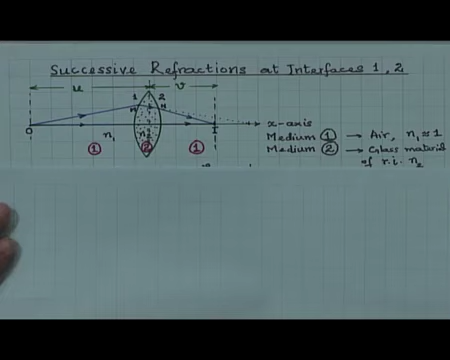 Successive Refractions at Interfaces 1, 2
u v
1 2
M N
O I x-axis
n₁ n₂
1 2 1
Medium 1 → Air, n₁ ≈ 1
Medium 2 → Glass material
of r.i. n₂